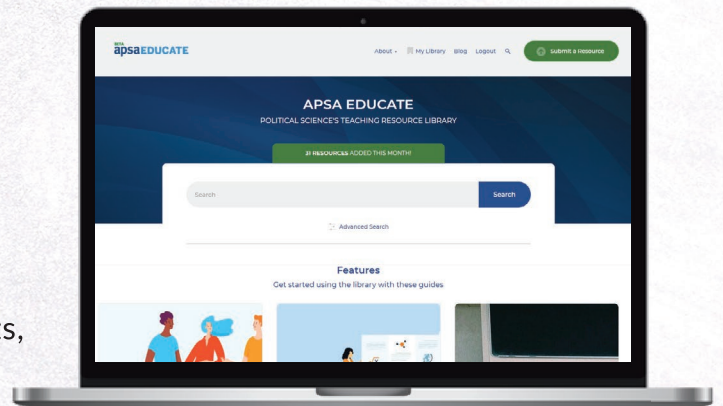 BETA
apsaEDUCATE
About
My Library
Blog
Logout
Submit a Resource
APSA EDUCATE
POLITICAL SCIENCE'S TEACHING RESOURCE LIBRARY
31 RESOURCES ADDED THIS MONTH!
Search
Search
Advanced Search
Features
Get started using the library with these guides